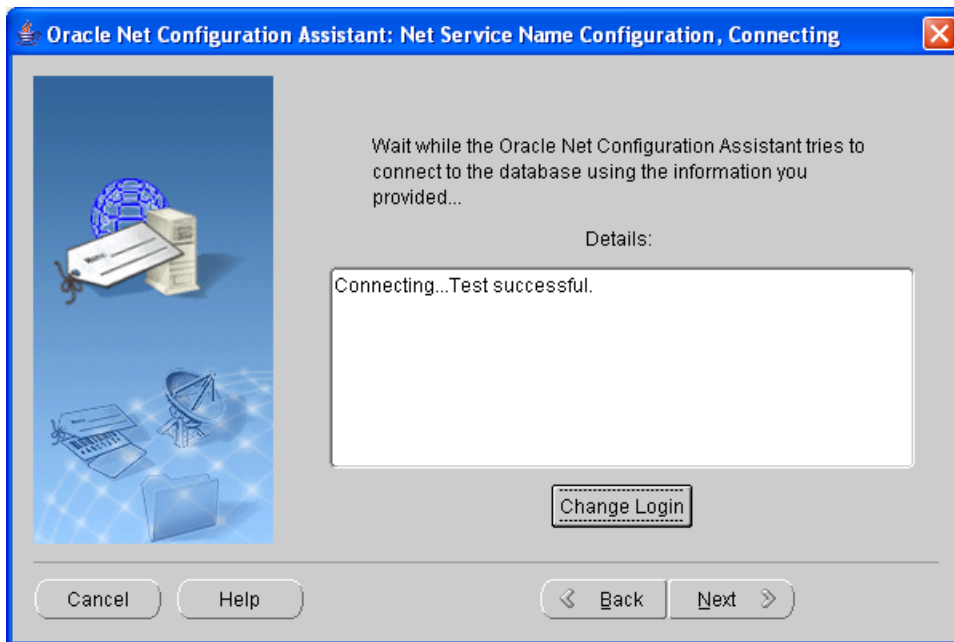 Oracle Net Configuration Assistant: Net Service Name Configuration, Connecting
Wait while the Oracle Net Configuration Assistant tries to
connect to the database using the information you
provided...
Details:
Connecting...Test successful.
Change Login
Cancel
Help
Back
Next